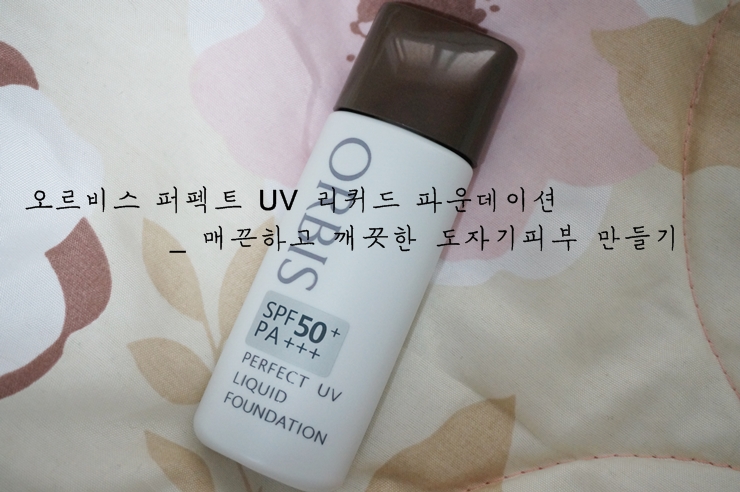 오르비스 퍼펙트 UV 리퀴드 파운데이션
_ 매끈하고 깨끗한 도자기피부 만들기
ORBIS
SPF50+
PA+++
PERFECT UV
LIQUID
FOUNDATION